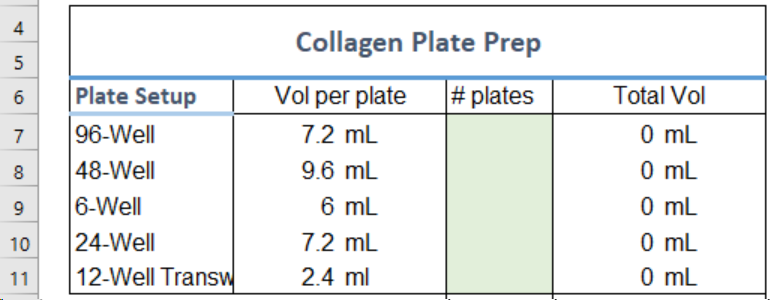 4 Collagen Plate Prep
5
6 Plate Setup Vol per plate # plates Total Vol
7 96-Well 7.2 mL 0 mL
8 48-Well 9.6 mL 0 mL
9 6-Well 6 mL 0 mL
10 24-Well 7.2 mL 0 mL
11 12-Well Transw 2.4 ml 0 mL